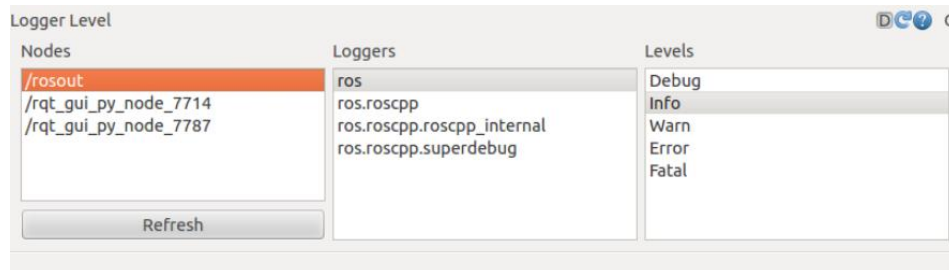 Logger Level
D
?
Nodes
/rosout
/rqt_gui_py_node_7714
/rqt_gui_py_node_7787
Refresh
Loggers
ros
ros.roscpp
ros.roscpp.roscpp_internal
ros.roscpp.superdebug
Levels
Debug
Info
Warn
Error
Fatal